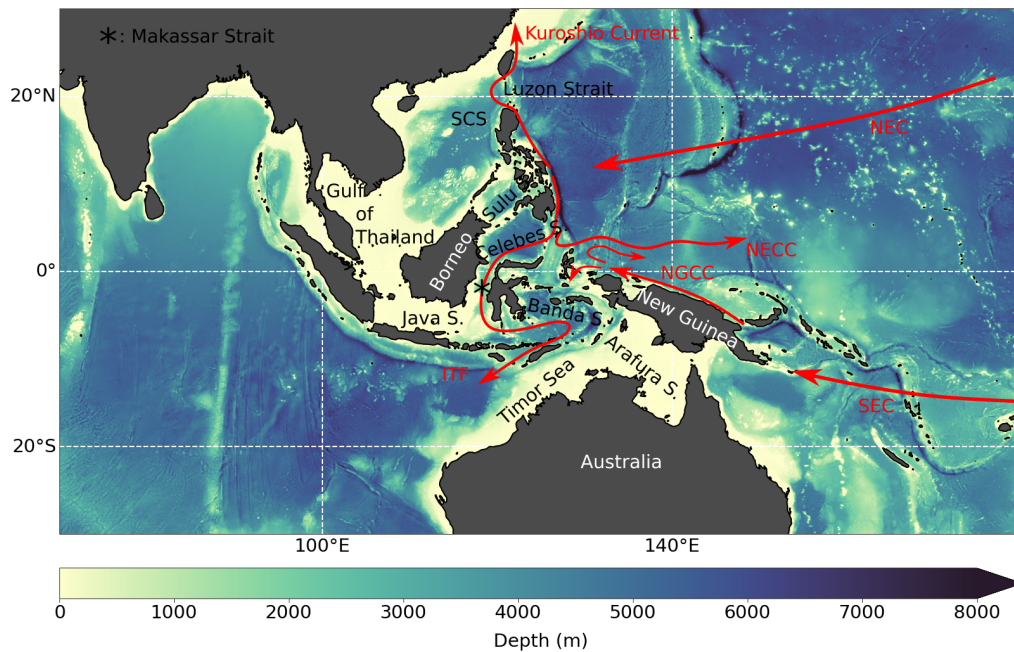 *: Makassar Strait
Kuroshio Current
20°N
Luzon Strait
SCS
NEC
Gulf
of
Thailand
Sulu
Celebes S.
Borneo
NECC
0°
NGCC
New Guinea
Java S.
Banda S.
Arafura S.
ITF
Timor Sea
SEC
20°S
Australia
100°E
140°E
0
1000
2000
3000
4000
5000
6000
7000
8000
Depth (m)